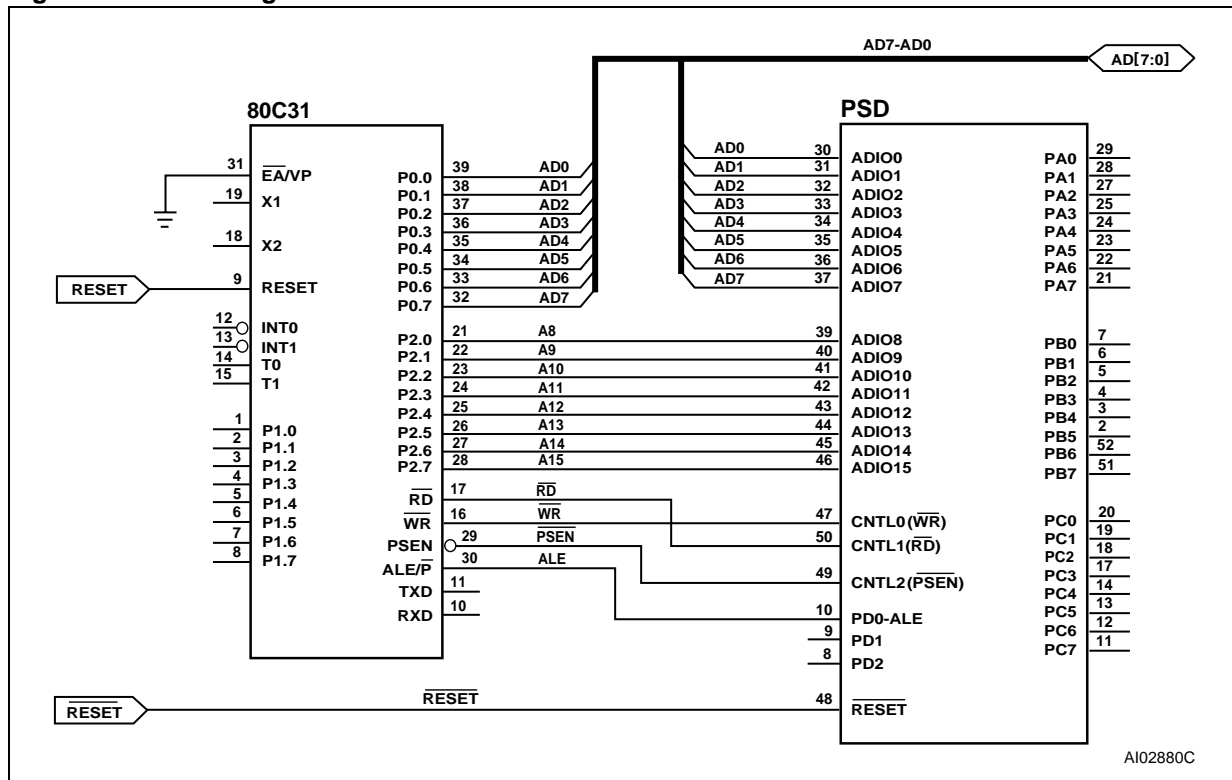 AD7-AD0
AD[7:0]
80C31
31 EA/VP
19 X1
18 X2
RESET 9 RESET
12 INT0
13 INT1
14 T0
15 T1
1 P1.0
2 P1.1
3 P1.2
4 P1.3
5 P1.4
6 P1.5
7 P1.6
8 P1.7
P0.0 39 AD0
P0.1 38 AD1
P0.2 37 AD2
P0.3 36 AD3
P0.4 35 AD4
P0.5 34 AD5
P0.6 33 AD6
P0.7 32 AD7
P2.0 21 A8
P2.1 22 A9
P2.2 23 A10
P2.3 24 A11
P2.4 25 A12
P2.5 26 A13
P2.6 27 A14
P2.7 28 A15
RD 17 RD
WR 16 WR
PSEN 29 PSEN
ALE/P 30 ALE
TXD 11
RXD 10
PSD
AD0 30 ADIO0
AD1 31 ADIO1
AD2 32 ADIO2
AD3 33 ADIO3
AD4 34 ADIO4
AD5 35 ADIO5
AD6 36 ADIO6
AD7 37 ADIO7
39 ADIO8
40 ADIO9
41 ADIO10
42 ADIO11
43 ADIO12
44 ADIO13
45 ADIO14
46 ADIO15
47 CNTL0(WR)
50 CNTL1(RD)
49 CNTL2(PSEN)
10 PD0-ALE
9 PD1
8 PD2
RESET RESET 48 RESET
PA0 29
PA1 28
PA2 27
PA3 25
PA4 24
PA5 23
PA6 22
PA7 21
PB0 7
PB1 6
PB2 5
PB3 4
PB4 3
PB5 2
PB6 52
PB7 51
PC0 20
PC1 19
PC2 18
PC3 17
PC4 14
PC5 13
PC6 12
PC7 11
AI02880C